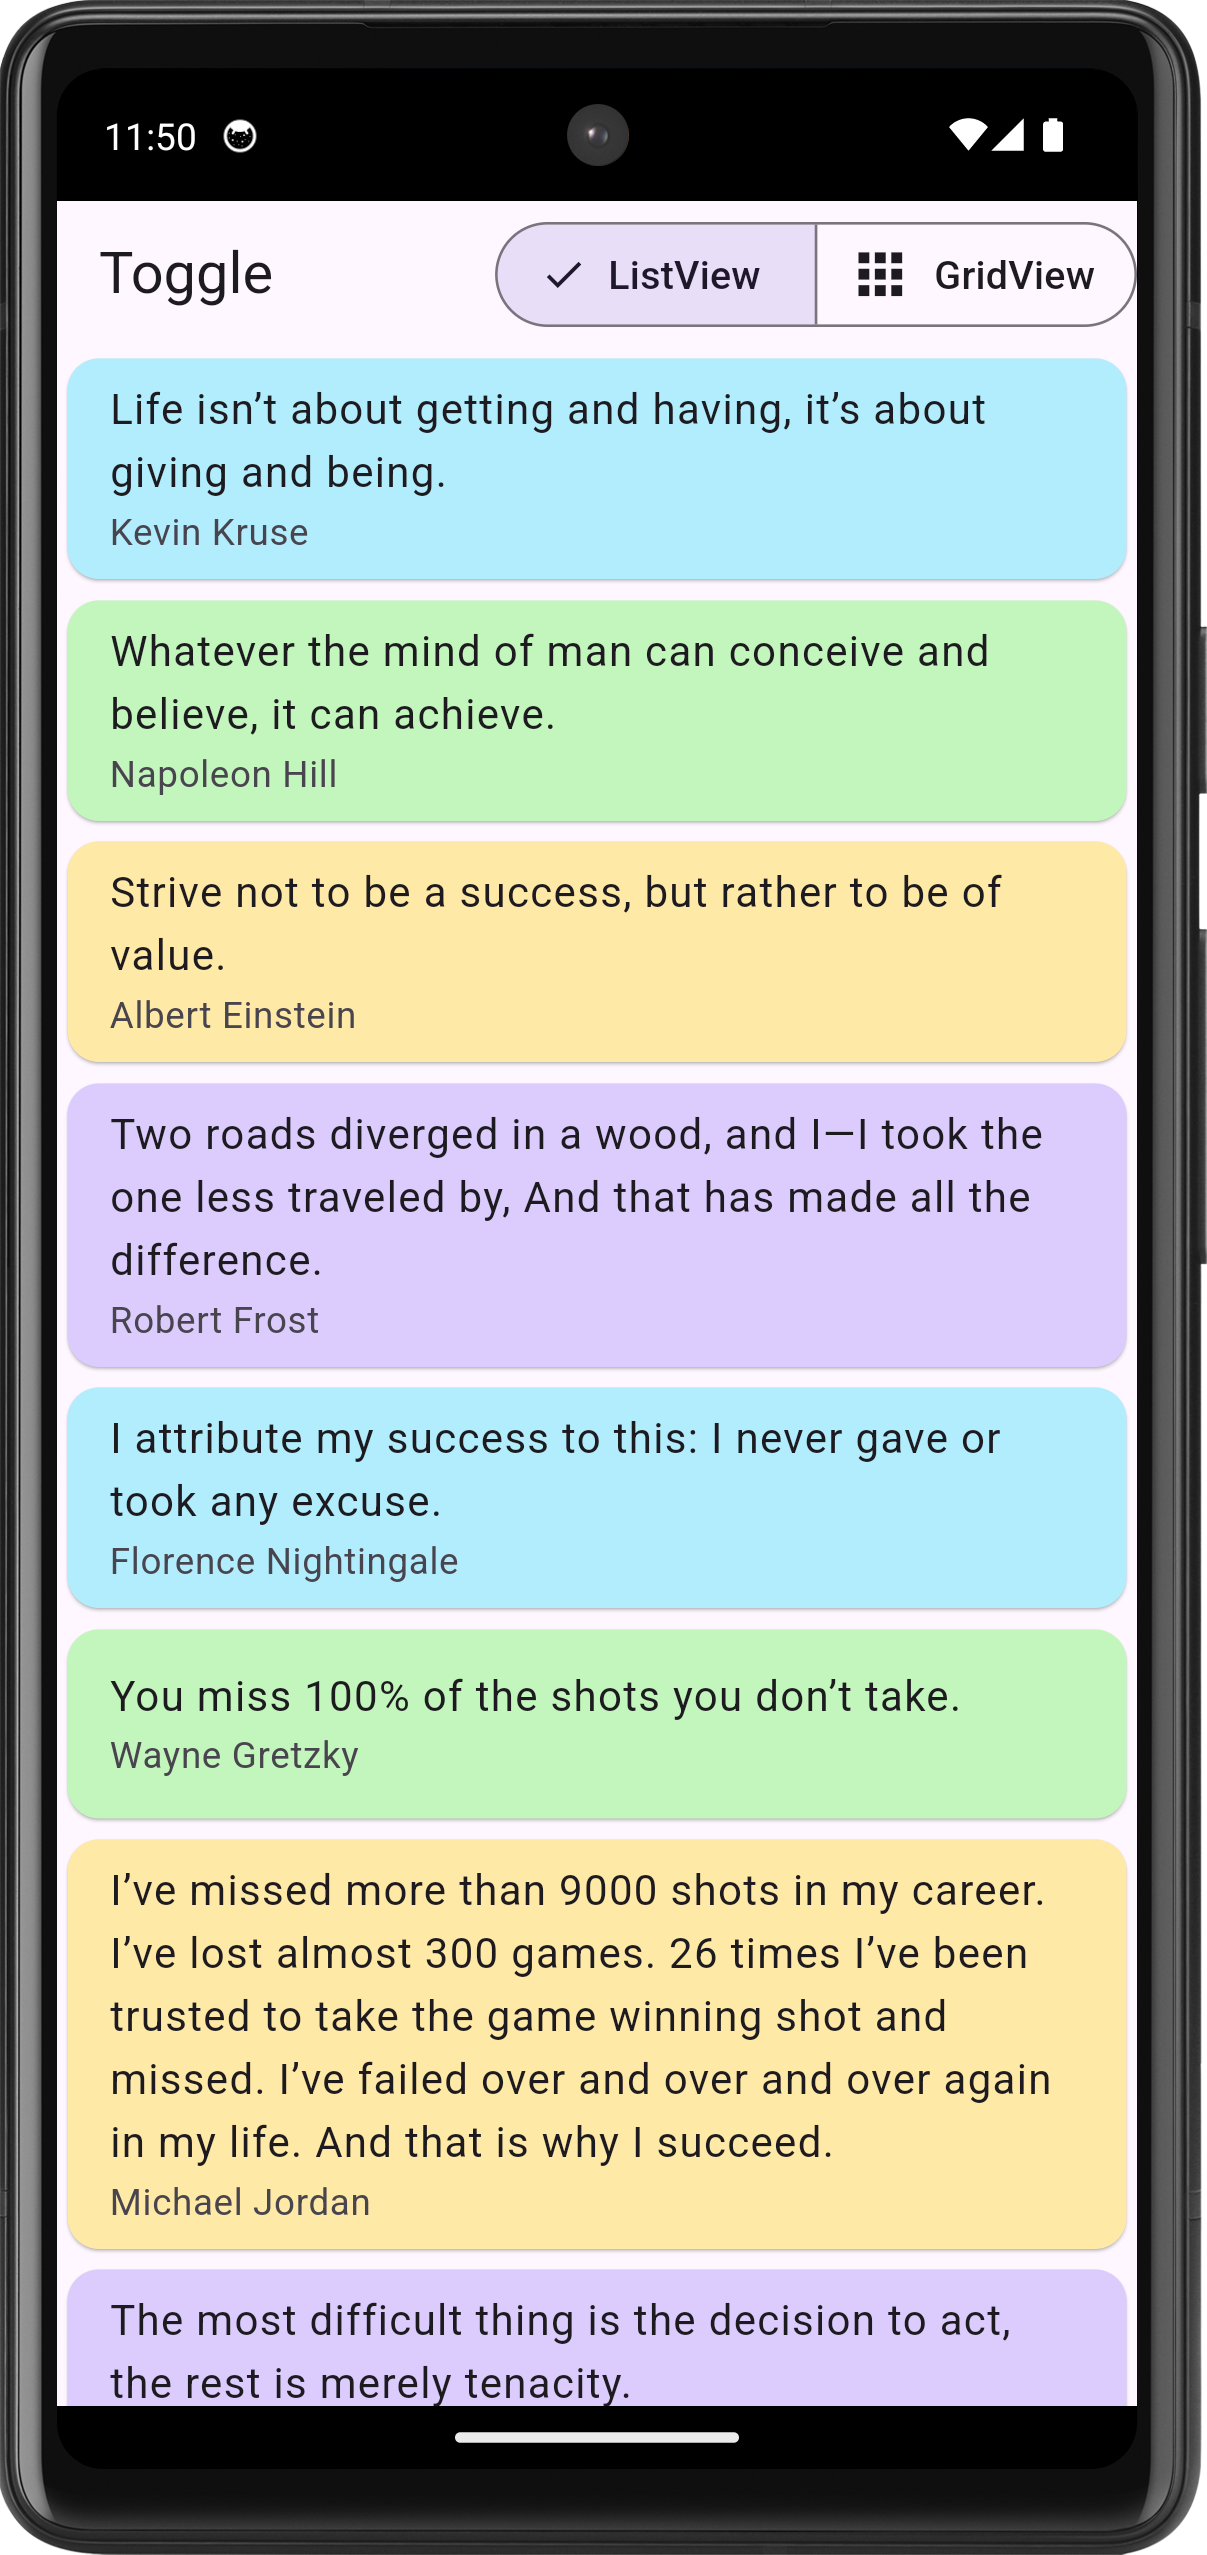 11:50
Toggle
ListView
GridView
Life isn’t about getting and having, it’s about
giving and being.
Kevin Kruse
Whatever the mind of man can conceive and
believe, it can achieve.
Napoleon Hill
Strive not to be a success, but rather to be of
value.
Albert Einstein
Two roads diverged in a wood, and I—I took the
one less traveled by, And that has made all the
difference.
Robert Frost
I attribute my success to this: I never gave or
took any excuse.
Florence Nightingale
You miss 100% of the shots you don’t take.
Wayne Gretzky
I’ve missed more than 9000 shots in my career.
I’ve lost almost 300 games. 26 times I’ve been
trusted to take the game winning shot and
missed. I’ve failed over and over and over again
in my life. And that is why I succeed.
Michael Jordan
The most difficult thing is the decision to act,
the rest is merely tenacity.